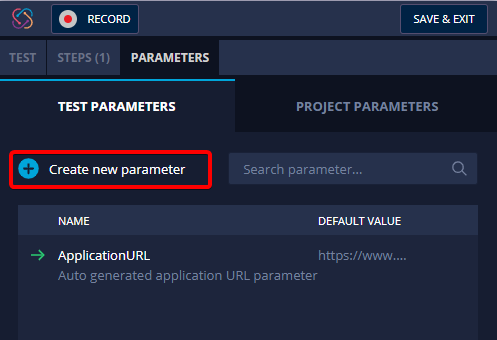 RECORD
SAVE & EXIT
TEST
STEPS (1)
PARAMETERS
TEST PARAMETERS
PROJECT PARAMETERS
Create new parameter
Search parameter...
NAME
DEFAULT VALUE
ApplicationURL
https://www....
Auto generated application URL parameter